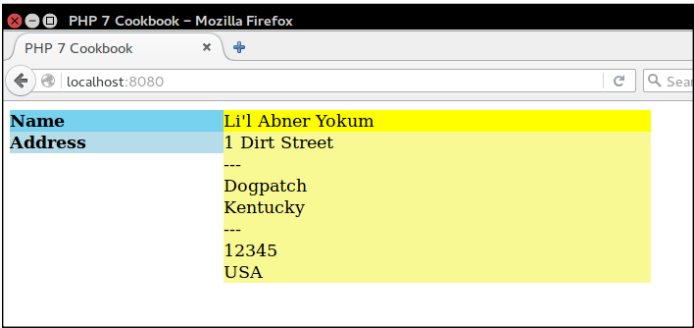 PHP 7 Cookbook - Mozilla Firefox
PHP 7 Cookbook × +
localhost:8080
Name Li'l Abner Yokum
Address 1 Dirt Street
---
Dogpatch
Kentucky
---
12345
USA